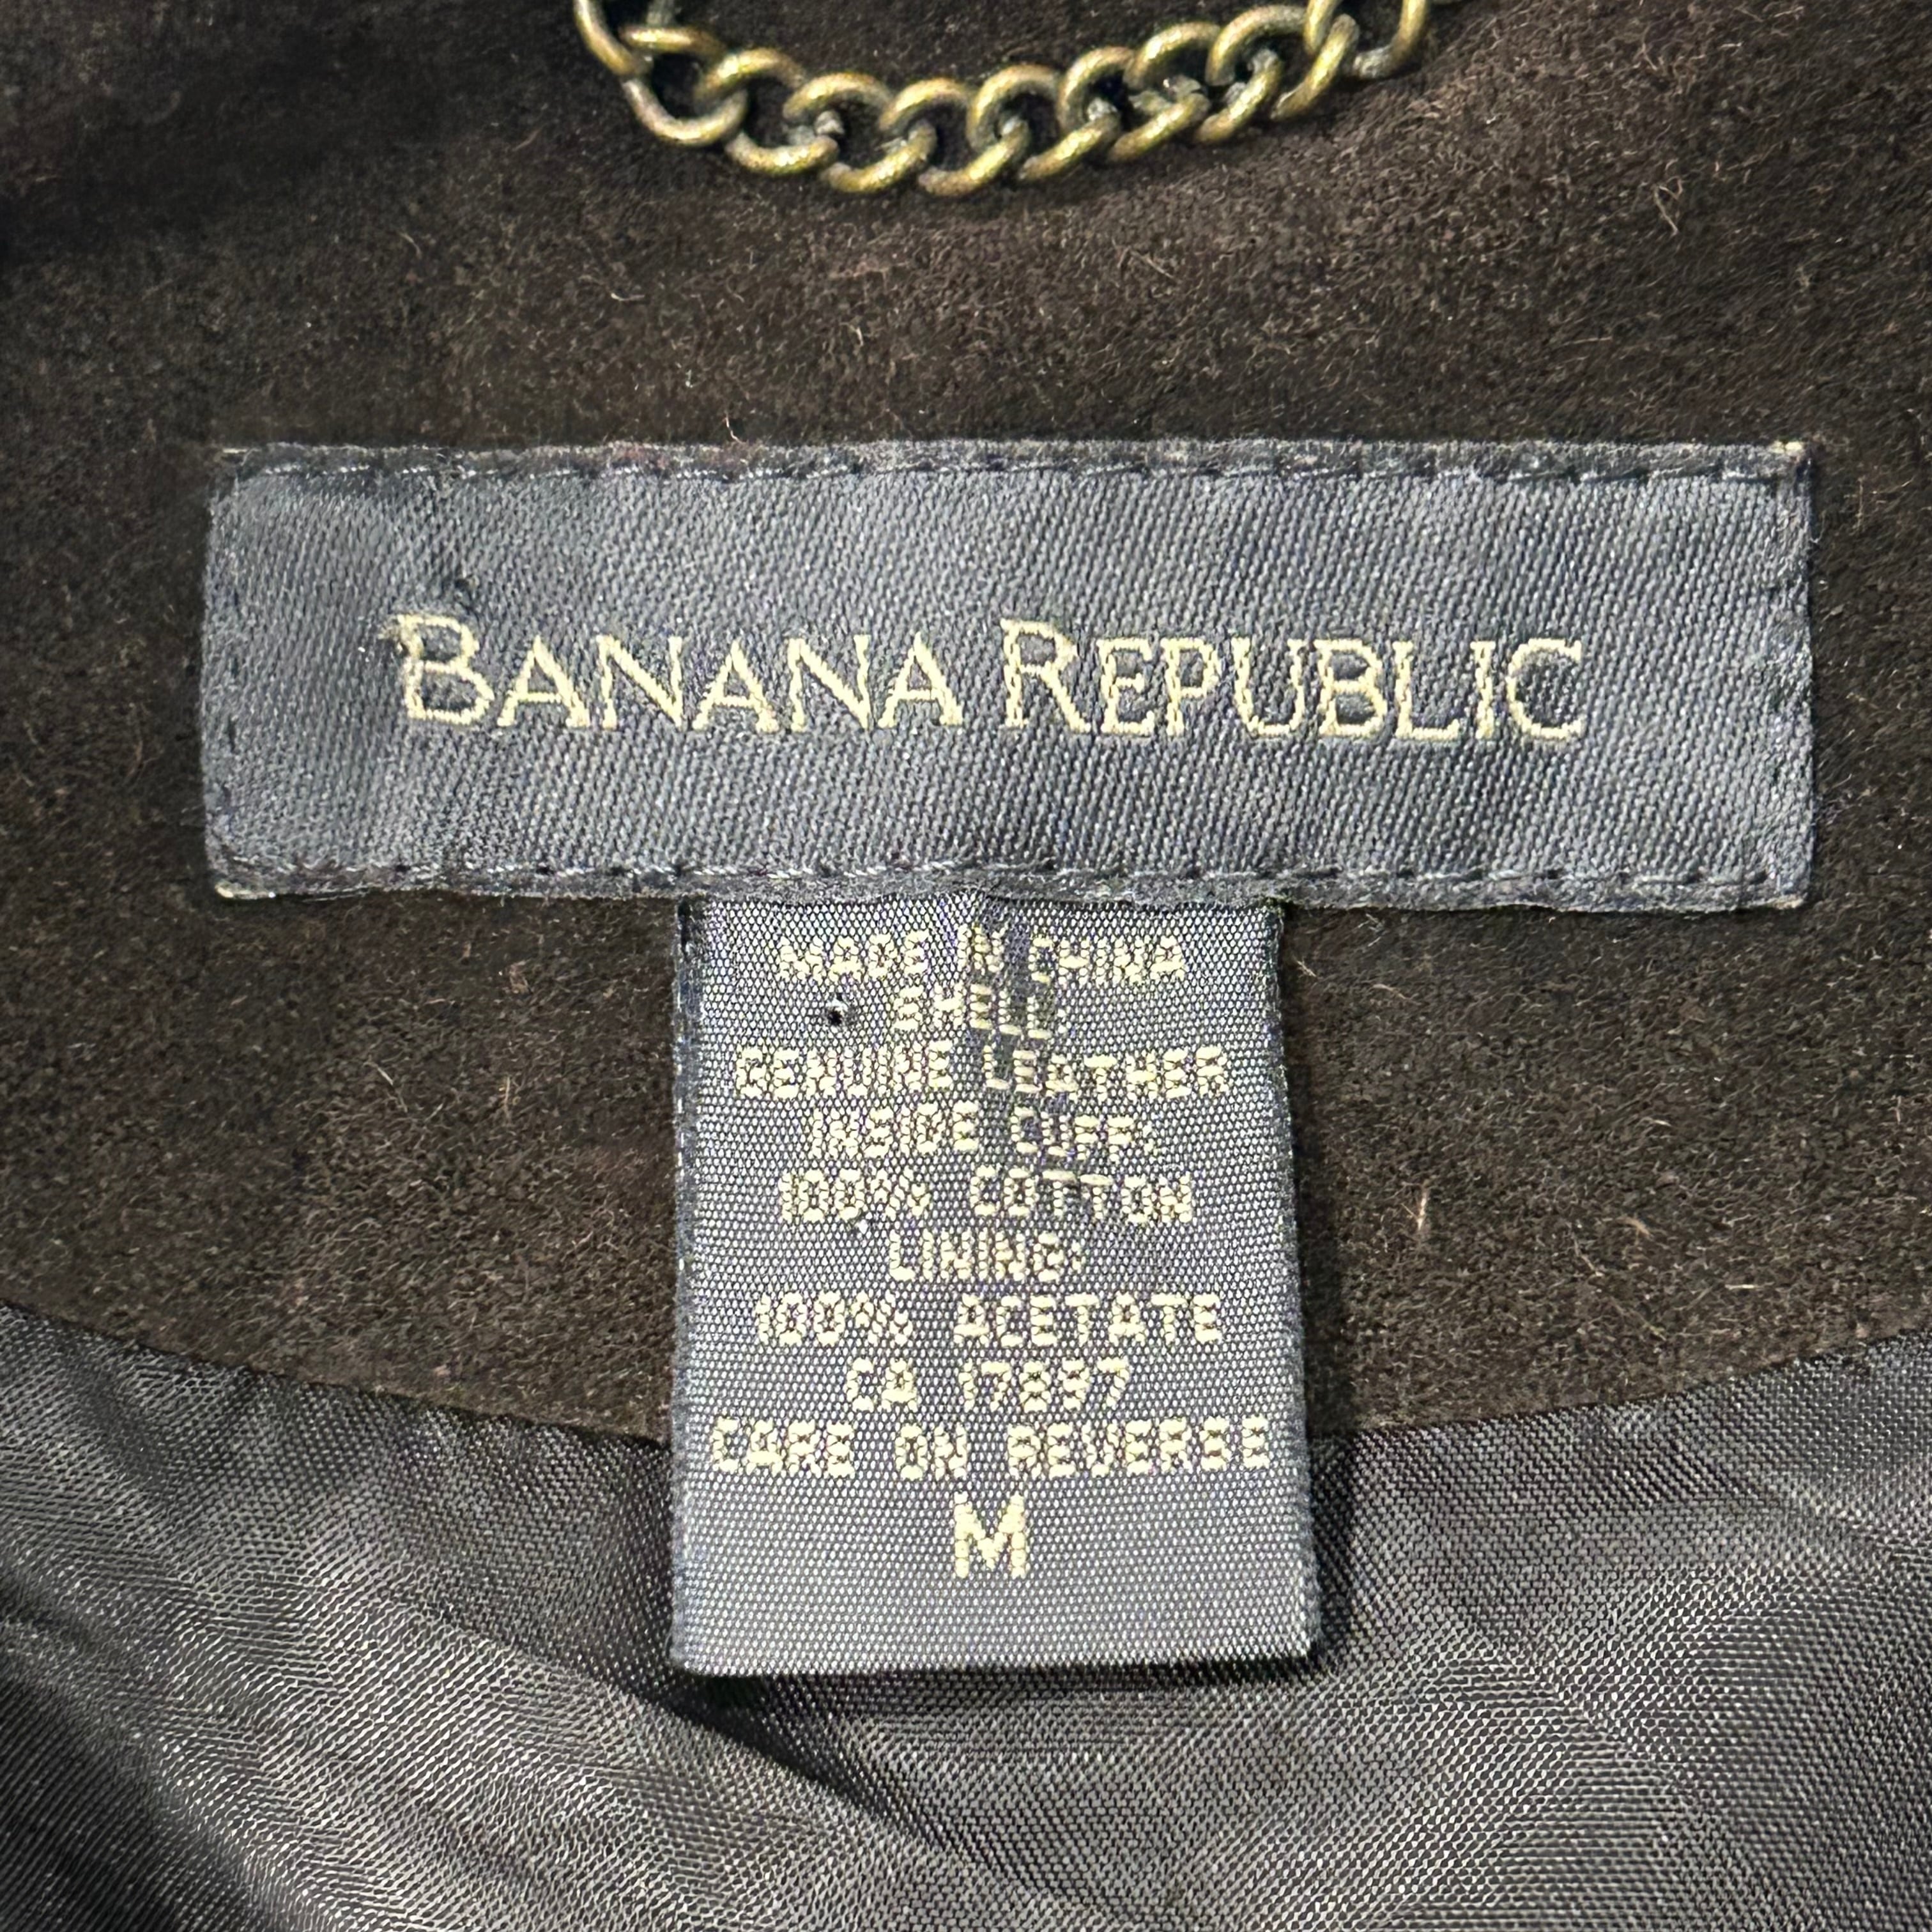 BANANA REPUBLIC
MADE IN CHINA
SHELL:
GENUINE LEATHER
INSIDE CUFF:
100% COTTON
LINING:
100% ACETATE
CA 17897
CARE ON REVERSE
M